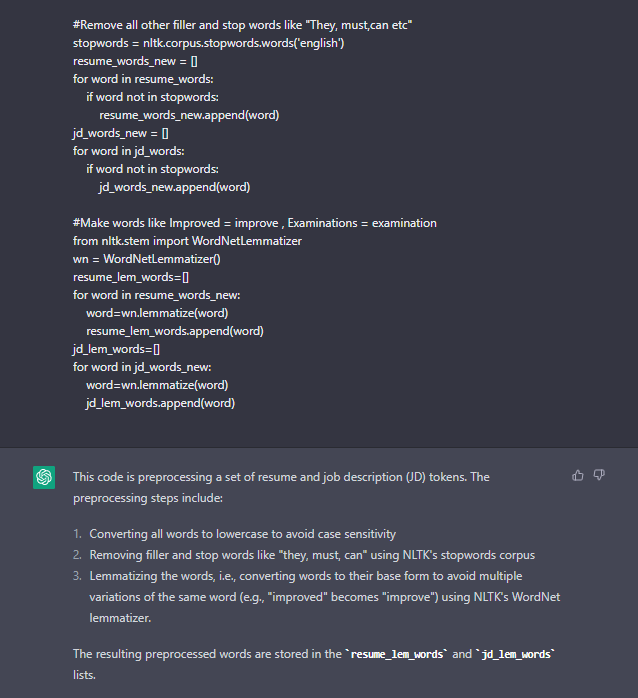 #Remove all other filler and stop words like "They, must,can etc"
stopwords = nltk.corpus.stopwords.words('english')
resume_words_new = []
for word in resume_words:
    if word not in stopwords:
        resume_words_new.append(word)
jd_words_new = []
for word in jd_words:
    if word not in stopwords:
        jd_words_new.append(word)

#Make words like Improved = improve , Examinations = examination
from nltk.stem import WordNetLemmatizer
wn = WordNetLemmatizer()
resume_lem_words=[]
for word in resume_words_new:
    word=wn.lemmatize(word)
    resume_lem_words.append(word)
jd_lem_words=[]
for word in jd_words_new:
    word=wn.lemmatize(word)
    jd_lem_words.append(word)

This code is preprocessing a set of resume and job description (JD) tokens. The
preprocessing steps include:

1. Converting all words to lowercase to avoid case sensitivity
2. Removing filler and stop words like "they, must, can" using NLTK's stopwords corpus
3. Lemmatizing the words, i.e., converting words to their base form to avoid multiple
variations of the same word (e.g., "improved" becomes "improve") using NLTK's WordNet
lemmatizer.

The resulting preprocessed words are stored in the `resume_lem_words` and `jd_lem_words`
lists.